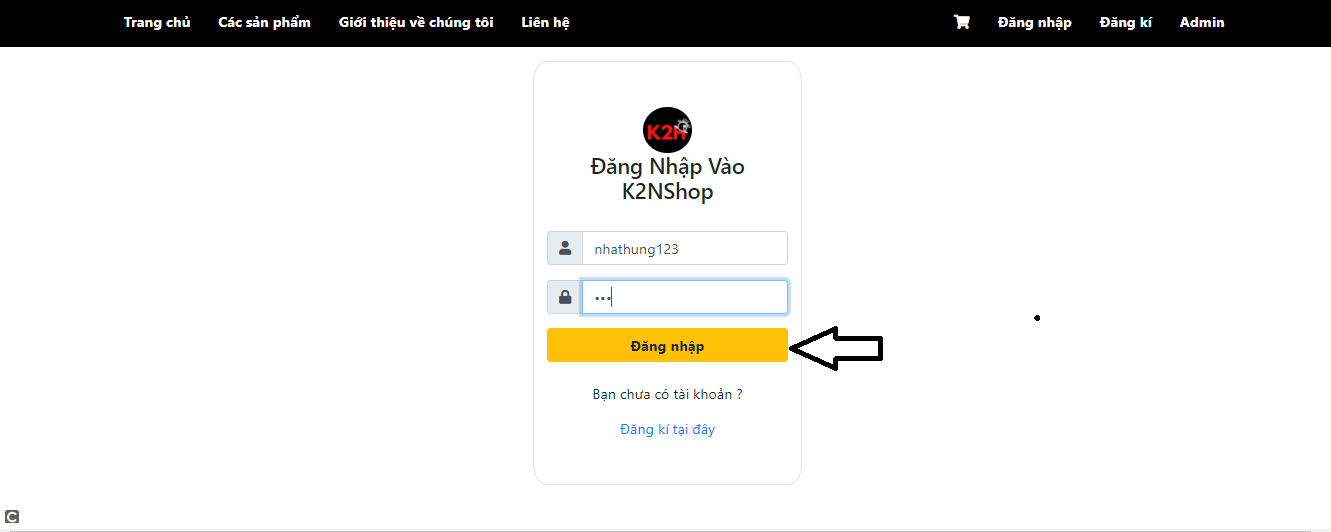 Trang chủ Các sản phẩm Giới thiệu về chúng tôi Liên hệ Đăng nhập Đăng kí Admin
K2N
Đăng Nhập Vào
K2NShop
nhathung123
•••
Đăng nhập
Bạn chưa có tài khoản ?
Đăng kí tại đây
C